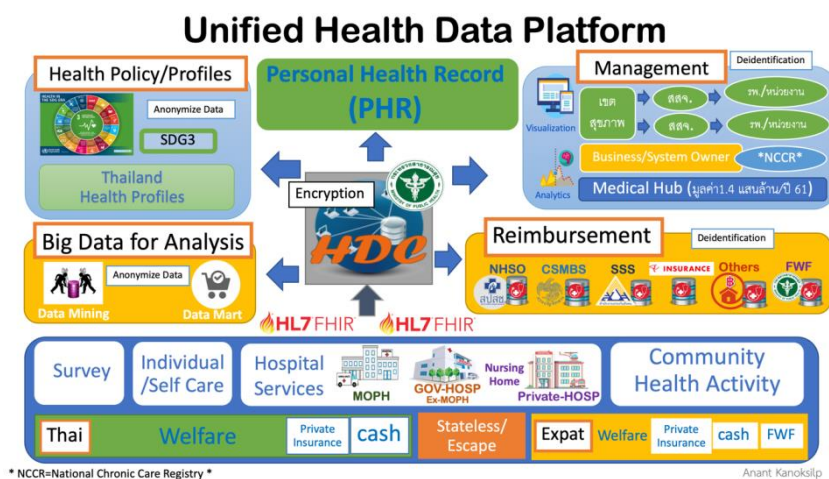 Unified Health Data Platform
Health Policy/Profiles
Anonymize Data
SDG3
Thailand
Health Profiles
Personal Health Record
(PHR)
Management
Deidentification
Visualization
เขต
สุขภาพ
สสจ.
รพ./หน่วยงาน
สสจ.
รพ./หน่วยงาน
Analytics
Business/System Owner
*NCCR*
Medical Hub (มูลค่า1.4 แสนล้าน/ปี 61)
Encryption
HDC
Big Data for Analysis
Anonymize Data
Data Mining
Data Mart
Reimbursement
Deidentification
NHSO
CSMBS
SSS
INSURANCE
Others
FWF
สปสช
HL7 FHIR
HL7 FHIR
Survey
Individual
/Self Care
Hospital
Services
MOPH
GOV-HOSP
Ex-MOPH
Nursing
Home
Private-HOSP
Community
Health Activity
Thai
Welfare
Private
Insurance
cash
Stateless/
Escape
Expat
Welfare
Private
Insurance
cash
FWF
* NCCR=National Chronic Care Registry *
Anant Kanoksilp